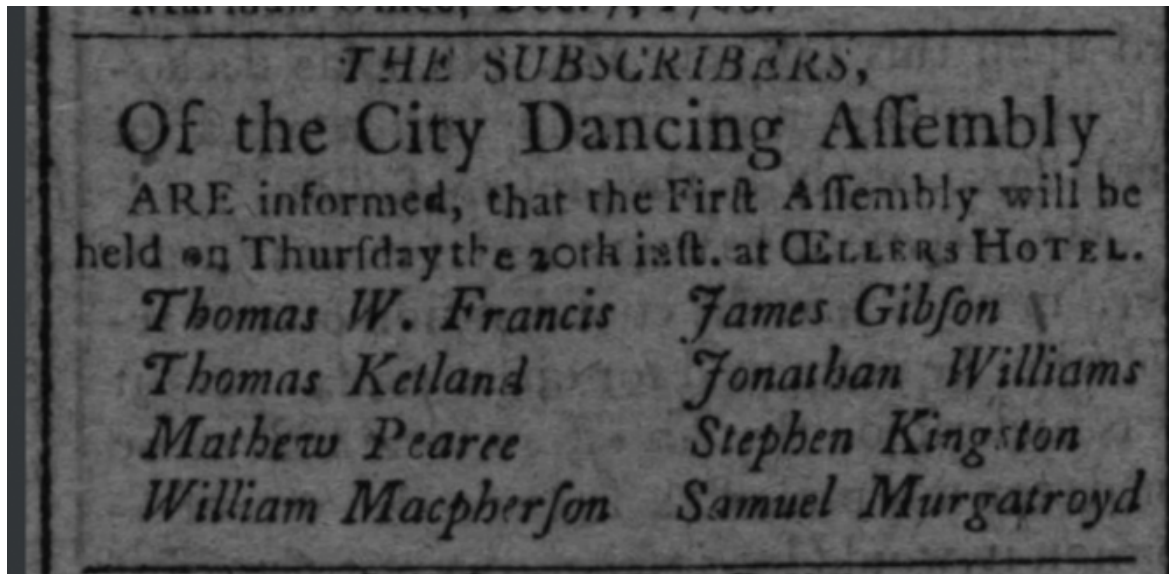 THE SUBSCRIBERS,
Of the City Dancing Aſſembly
ARE informed, that the Firſt Aſſembly will be
held on Thurſday the 20th inſt. at ŒLLERS HOTEL.
Thomas W. Francis James Gibſon
Thomas Ketland Jonathan Williams
Mathew Pearee Stephen Kingston
William Macpherſon Samuel Murgatroyd